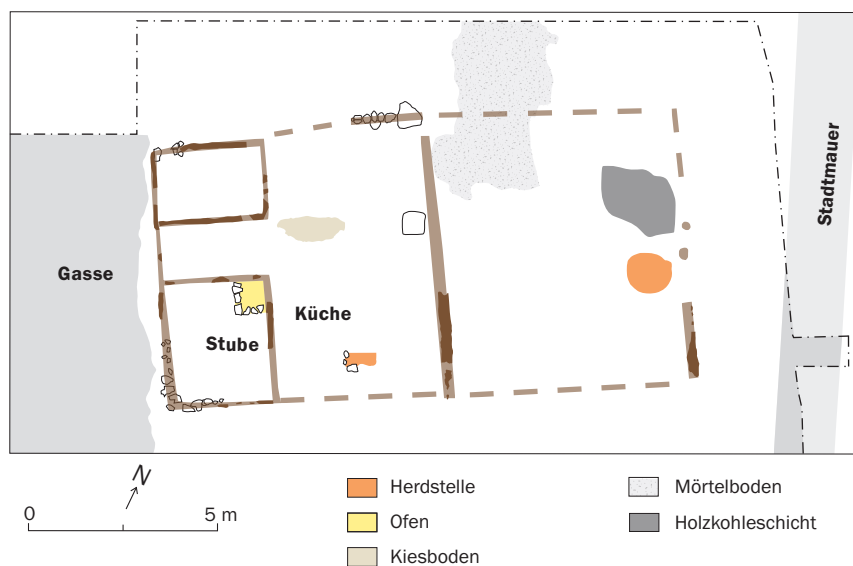 Gasse
Stube
Küche
Stadtmauer
N
0 5 m
Herdstelle
Ofen
Kiesboden
Mörtelboden
Holzkohleschicht